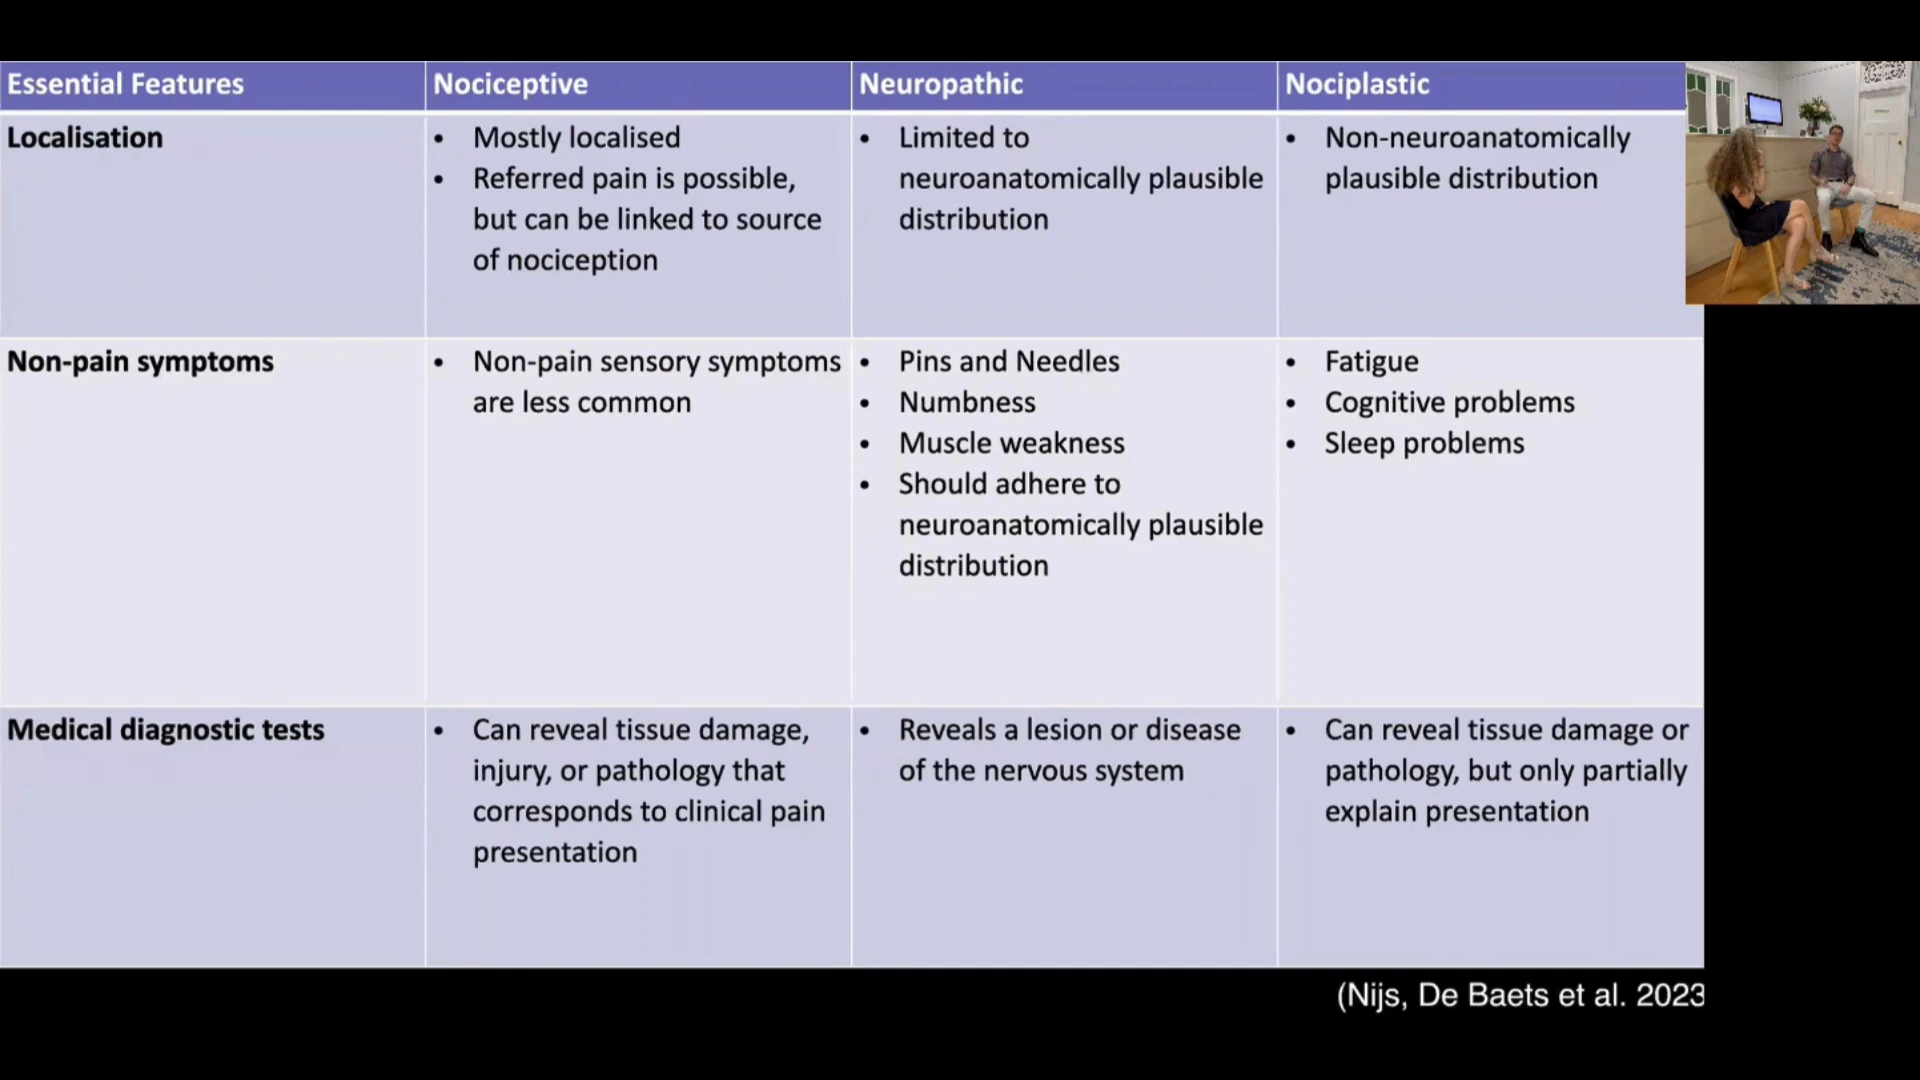 Essential Features
Nociceptive
Neuropathic
Nociplastic
Localisation
• Mostly localised
• Referred pain is possible,
but can be linked to source
of nociception
• Limited to
neuroanatomically plausible
distribution
• Non-neuroanatomically
plausible distribution
Non-pain symptoms
• Non-pain sensory symptoms
are less common
• Pins and Needles
• Numbness
• Muscle weakness
• Should adhere to
neuroanatomically plausible
distribution
• Fatigue
• Cognitive problems
• Sleep problems
Medical diagnostic tests
• Can reveal tissue damage,
injury, or pathology that
corresponds to clinical pain
presentation
• Reveals a lesion or disease
of the nervous system
• Can reveal tissue damage or
pathology, but only partially
explain presentation
(Nijs, De Baets et al. 2023